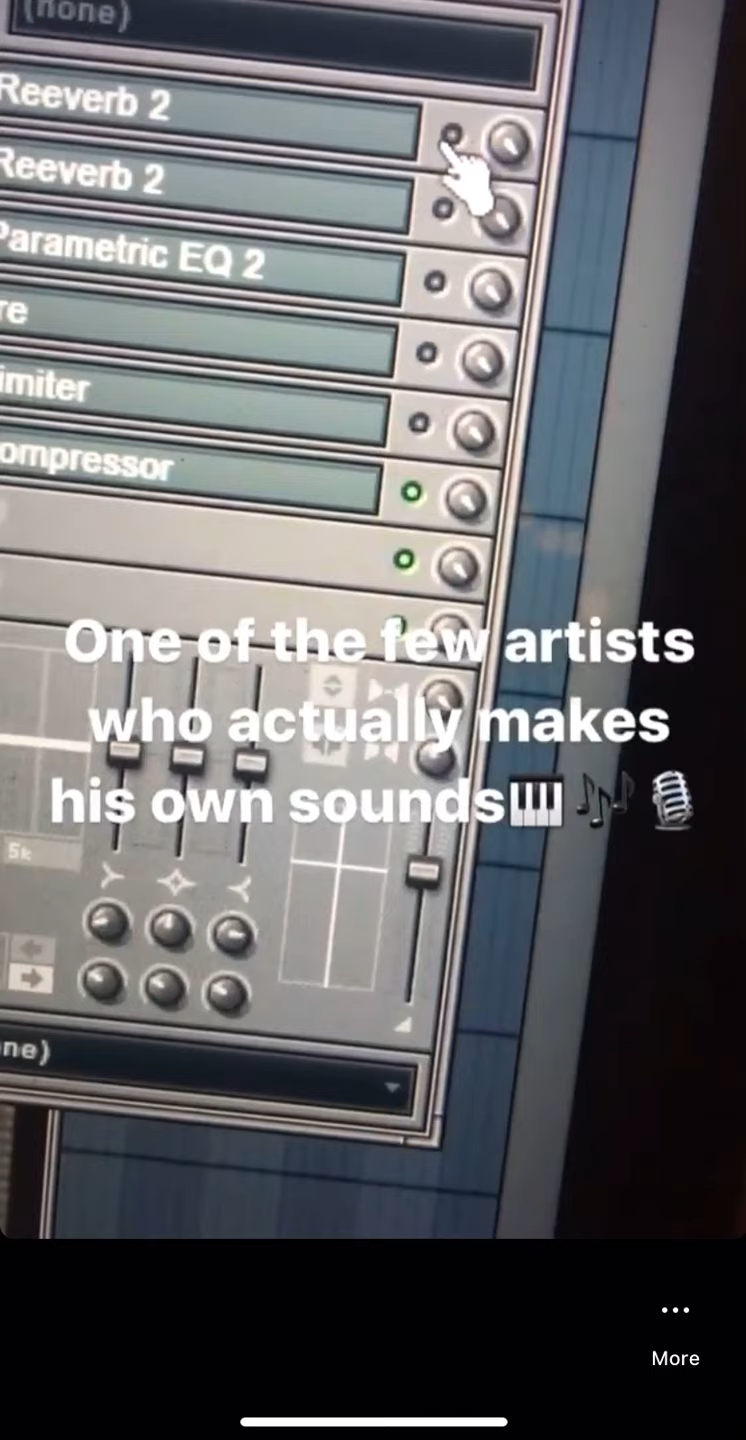 (none)
Reeverb 2
Reeverb 2
Parametric EQ 2
re
imiter
ompressor
One of the few artists
who actually makes
his own sounds🎹🎶🎙
5k
ne)
More